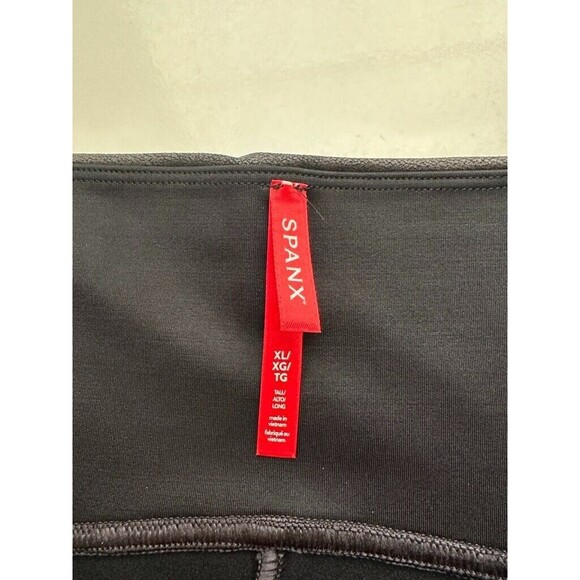 SPANX
XL/
XG/
TG
TALL/
ALTO/
LONG
made in
vietnam
fabriqué au
vietnam